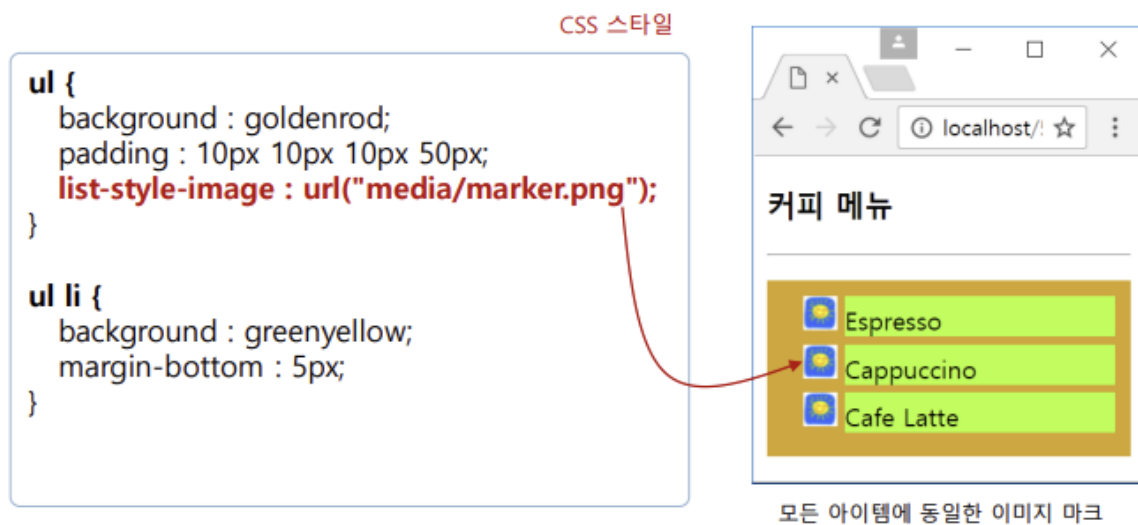 CSS 스타일
ul {
background : goldenrod;
padding : 10px 10px 10px 50px;
list-style-image : url("media/marker.png");
}
ul li {
background : greenyellow;
margin-bottom : 5px;
}
localhost/
커피 메뉴
Espresso
Cappuccino
Cafe Latte
모든 아이템에 동일한 이미지 마크